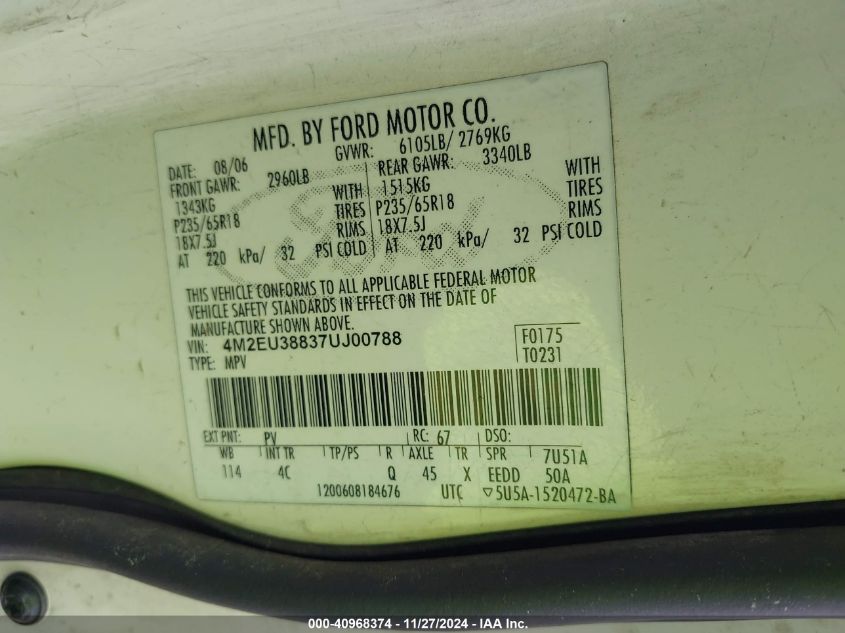 MFD. BY FORD MOTOR CO.
DATE: 08/06 GVWR: 6105LB/ 2769KG
FRONT GAWR: 2960LB REAR GAWR: 3340LB
1343KG WITH 1515KG WITH
P235/65R18 TIRES P235/65R18 TIRES
18X7.5J RIMS 18X7.5J RIMS
AT 220 kPa/ 32 PSI COLD AT 220 kPa/ 32 PSI COLD
Ford
THIS VEHICLE CONFORMS TO ALL APPLICABLE FEDERAL MOTOR
VEHICLE SAFETY STANDARDS IN EFFECT ON THE DATE OF
MANUFACTURE SHOWN ABOVE.
VIN: 4M2EU38837UJ00788 F0175
TYPE: MPV T0231
EXT PNT: PV RC: 67 DSO:
WB INT TR TP/PS R AXLE TR SPR 7U51A
114 4C Q 45 X EEDD 50A
1200608184676 UTC ▽5U5A-1520472-BA
000-40968374 - 11/27/2024 - IAA Inc.